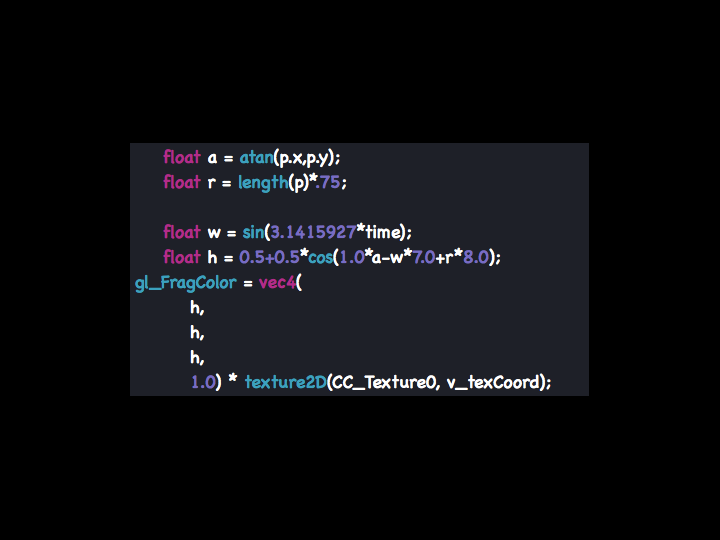 float a = atan(p.x,p.y);
float r = length(p)*.75;
float w = sin(3.1415927*time);
float h = 0.5+0.5*cos(1.0*a-w*7.0+r*8.0);
gl_FragColor = vec4(
h,
h,
h,
1.0) * texture2D(CC_Texture0, v_texCoord);